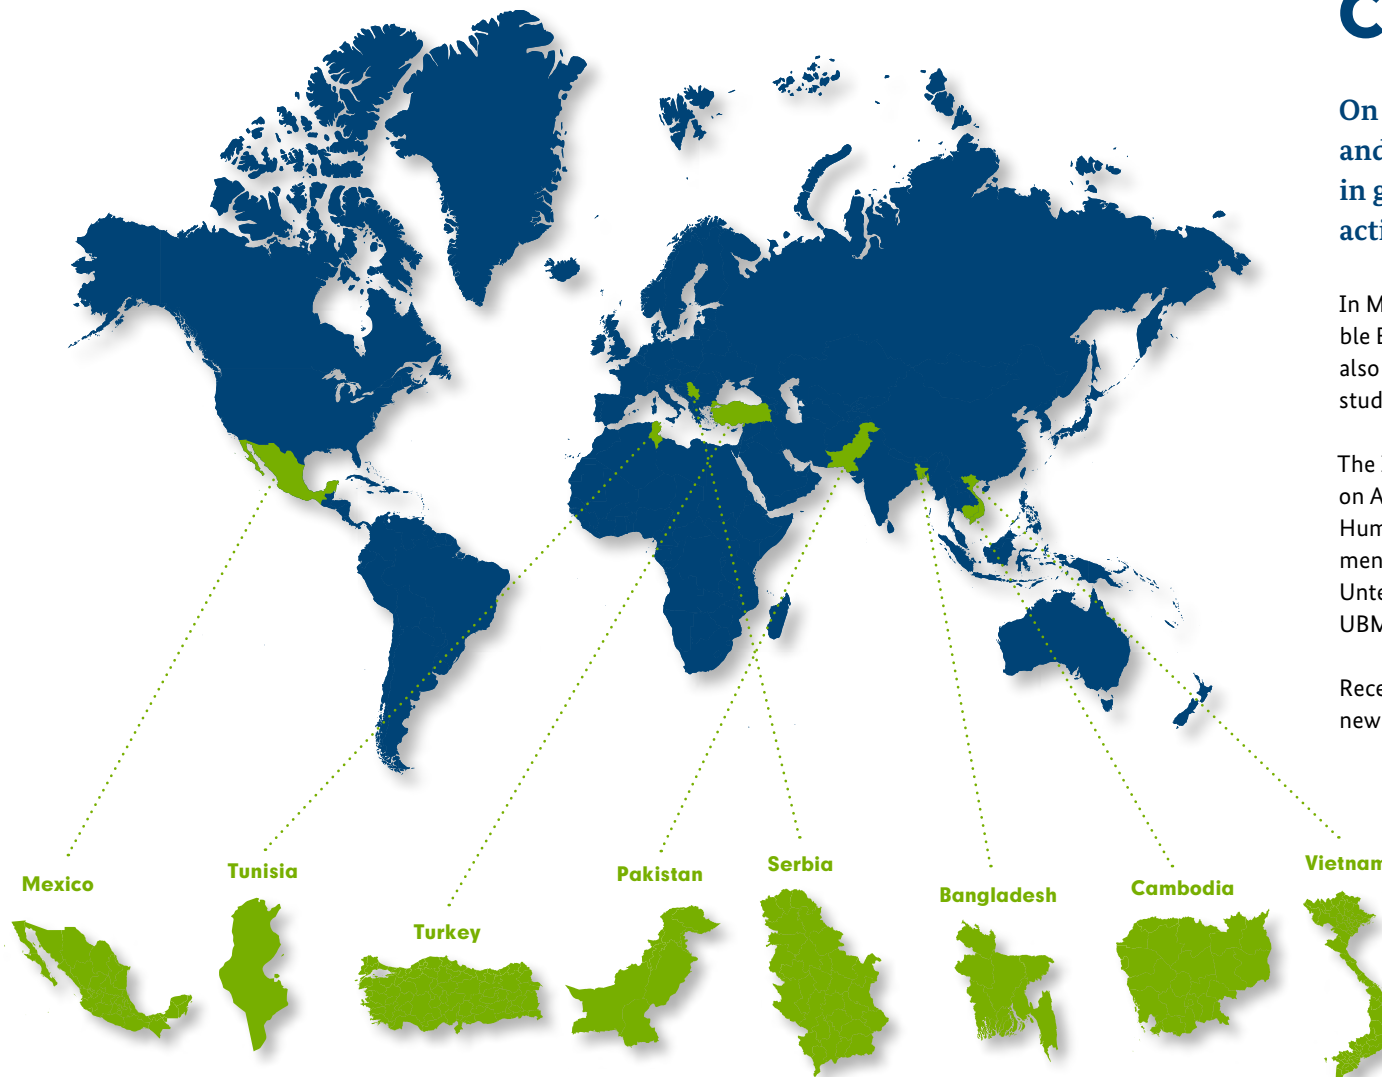 C
On
and
in g
acti
In M
ble E
also
stud
The
on A
Hum
men
Unte
UBM
Rece
new
Mexico
Tunisia
Turkey
Pakistan
Serbia
Bangladesh
Cambodia
Vietnam